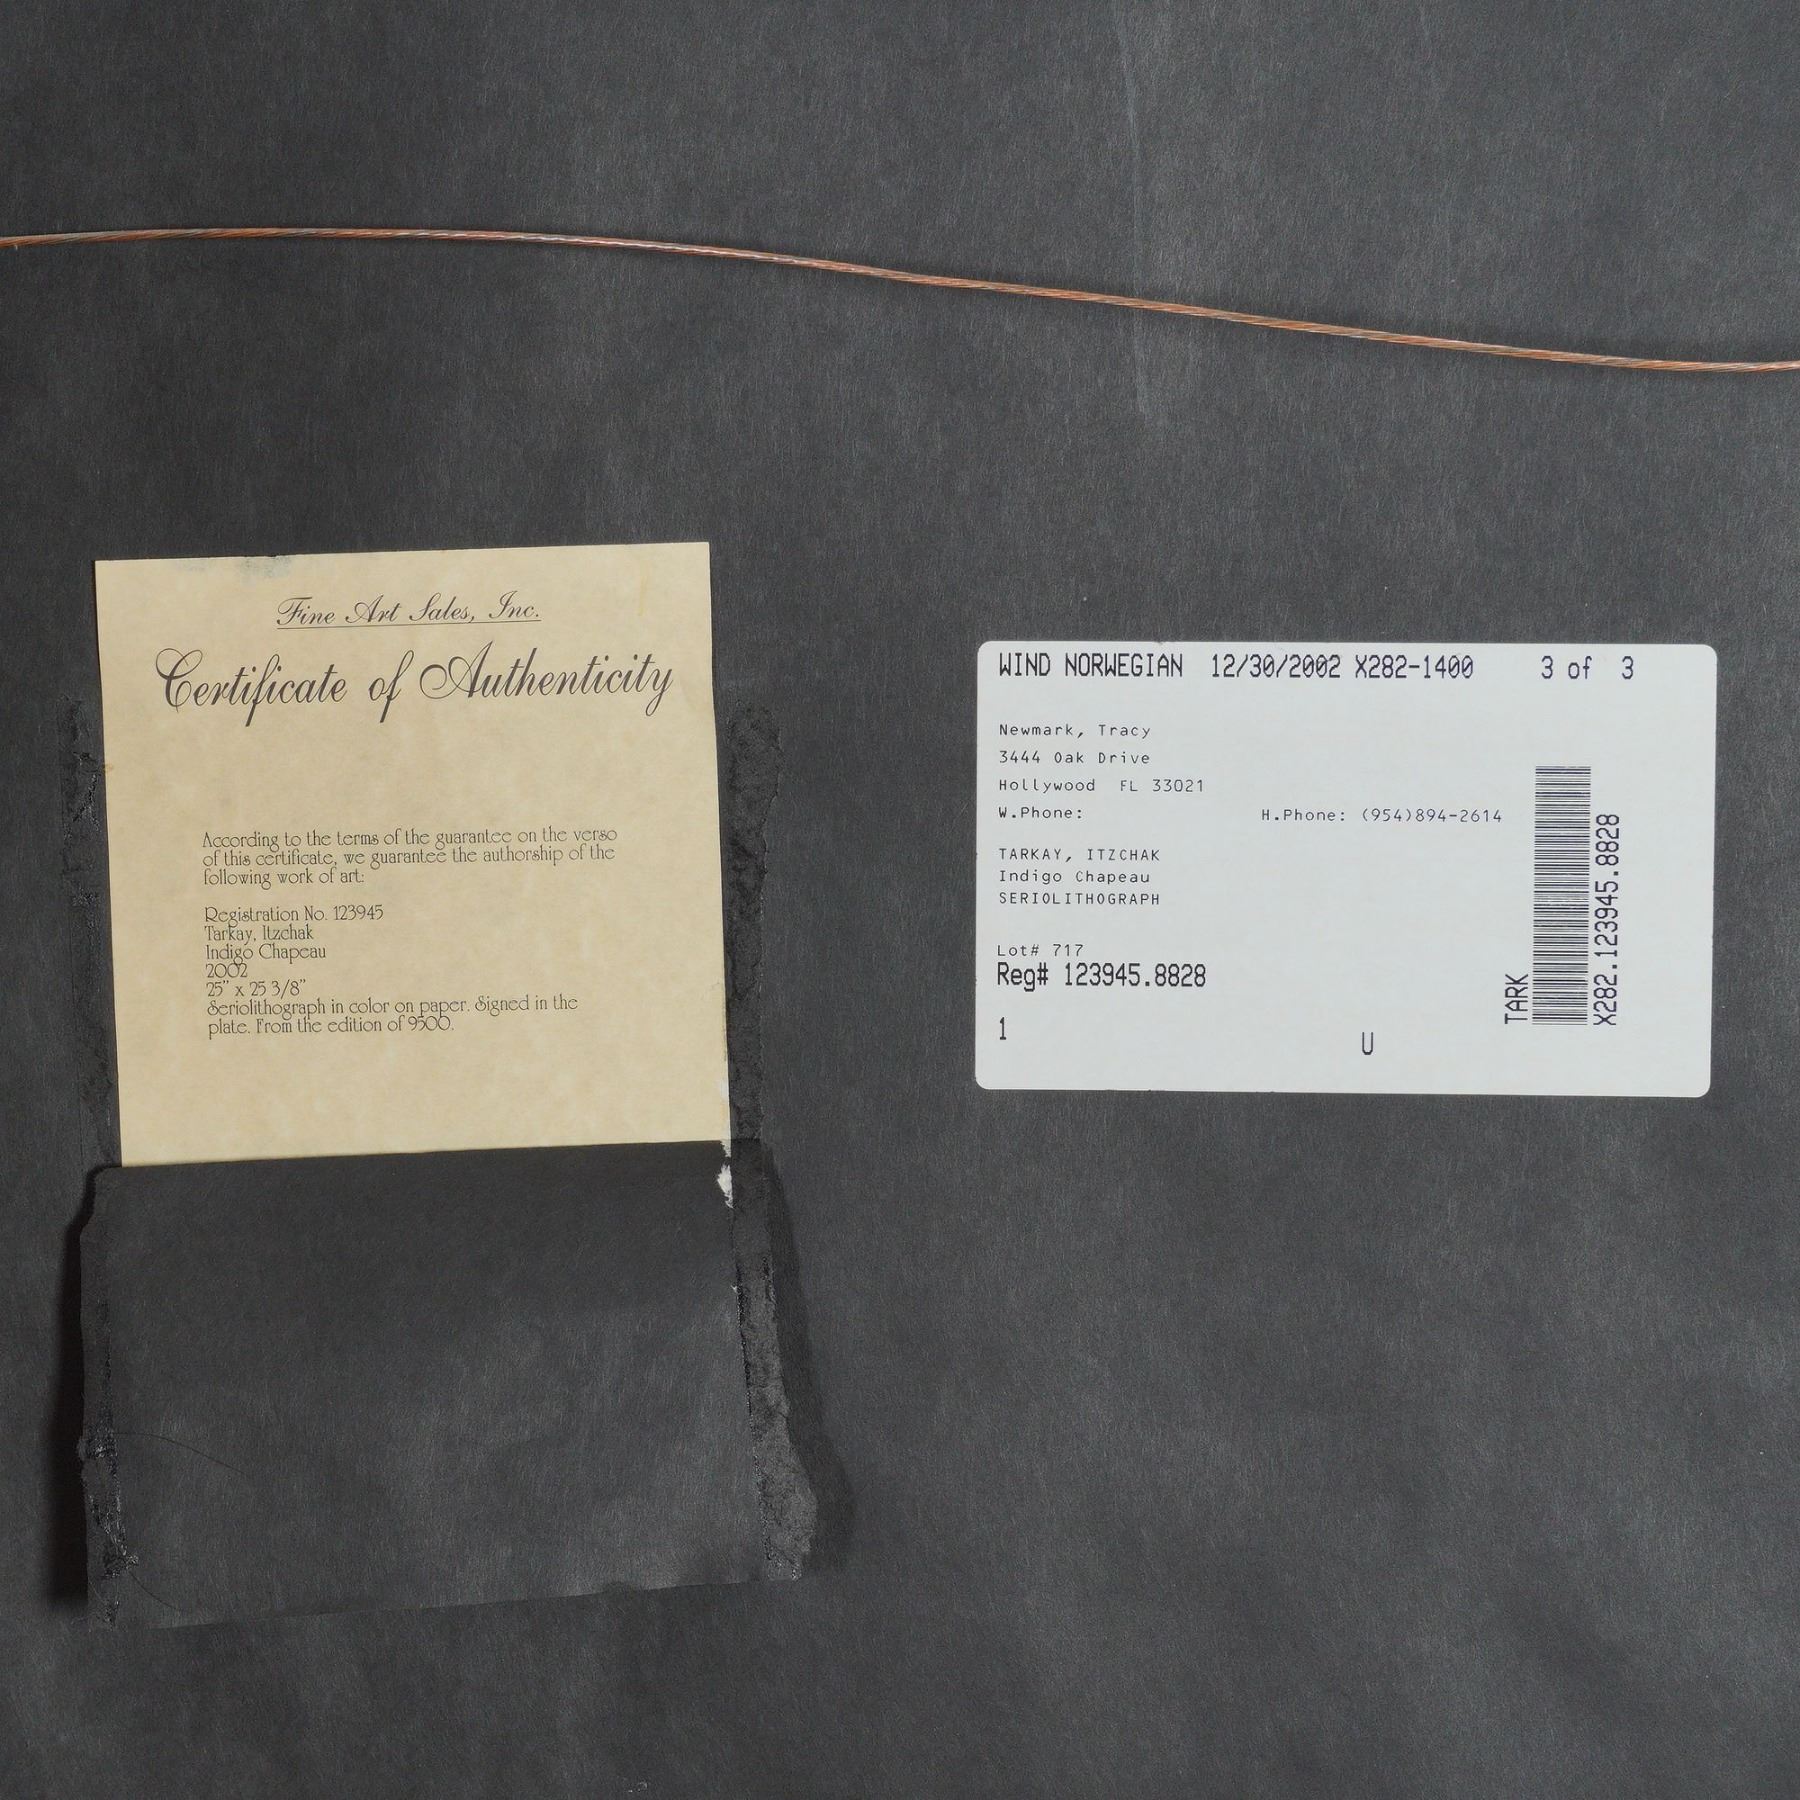 Fine Art Sales, Inc.
Certificate of Authenticity
According to the terms of the guarantee on the verso
of this certificate, we guarantee the authorship of the
following work of art:
Registration No. 123945
Tarkay, Itzchak
Indigo Chapeau
2002
25" x 25 3/8"
Seriolithograph in color on paper. Signed in the
plate. From the edition of 9500.
WIND NORWEGIAN 12/30/2002 X282-1400 3 of 3
Newmark, Tracy
3444 Oak Drive
Hollywood FL 33021
W.Phone: H.Phone: (954)894-2614
TARKAY, ITZCHAK
Indigo Chapeau
SERIOLITHOGRAPH
Lot# 717
Reg# 123945.8828
1
U
TARK
X282.123945.8828